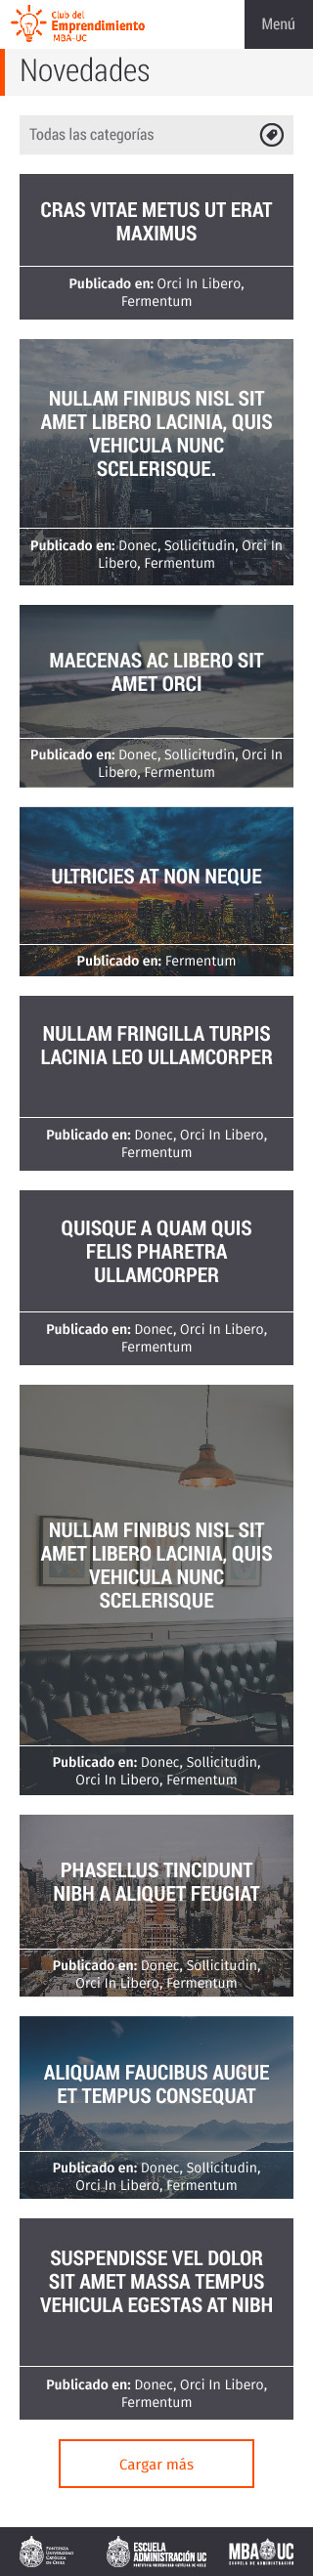 Club del
Emprendimiento
MBA-UC
Menú
Novedades
Todas las categorías
CRAS VITAE METUS UT ERAT
MAXIMUS
Publicado en: Orci In Libero,
Fermentum
NULLAM FINIBUS NISL SIT
AMET LIBERO LACINIA, QUIS
VEHICULA NUNC
SCELERISQUE.
Publicado en: Donec, Sollicitudin, Orci In
Libero, Fermentum
MAECENAS AC LIBERO SIT
AMET ORCI
Publicado en: Donec, Sollicitudin, Orci In
Libero, Fermentum
ULTRICIES AT NON NEQUE
Publicado en: Fermentum
NULLAM FRINGILLA TURPIS
LACINIA LEO ULLAMCORPER
Publicado en: Donec, Orci In Libero,
Fermentum
QUISQUE A QUAM QUIS
FELIS PHARETRA
ULLAMCORPER
Publicado en: Donec, Orci In Libero,
Fermentum
NULLAM FINIBUS NISL SIT
AMET LIBERO LACINIA, QUIS
VEHICULA NUNC
SCELERISQUE
Publicado en: Donec, Sollicitudin,
Orci In Libero, Fermentum
PHASELLUS TINCIDUNT
NIBH A ALIQUET FEUGIAT
Publicado en: Donec, Sollicitudin,
Orci In Libero, Fermentum
ALIQUAM FAUCIBUS AUGUE
ET TEMPUS CONSEQUAT
Publicado en: Donec, Sollicitudin,
Orci In Libero, Fermentum
SUSPENDISSE VEL DOLOR
SIT AMET MASSA TEMPUS
VEHICULA EGESTAS AT NIBH
Publicado en: Donec, Orci In Libero,
Fermentum
Cargar más
PONTIFICIA
UNIVERSIDAD
CATÓLICA
DE CHILE
ESCUELA
ADMINISTRACIÓN UC
PONTIFICIA UNIVERSIDAD CATÓLICA DE CHILE
MBA UC
ESCUELA DE ADMINISTRACIÓN